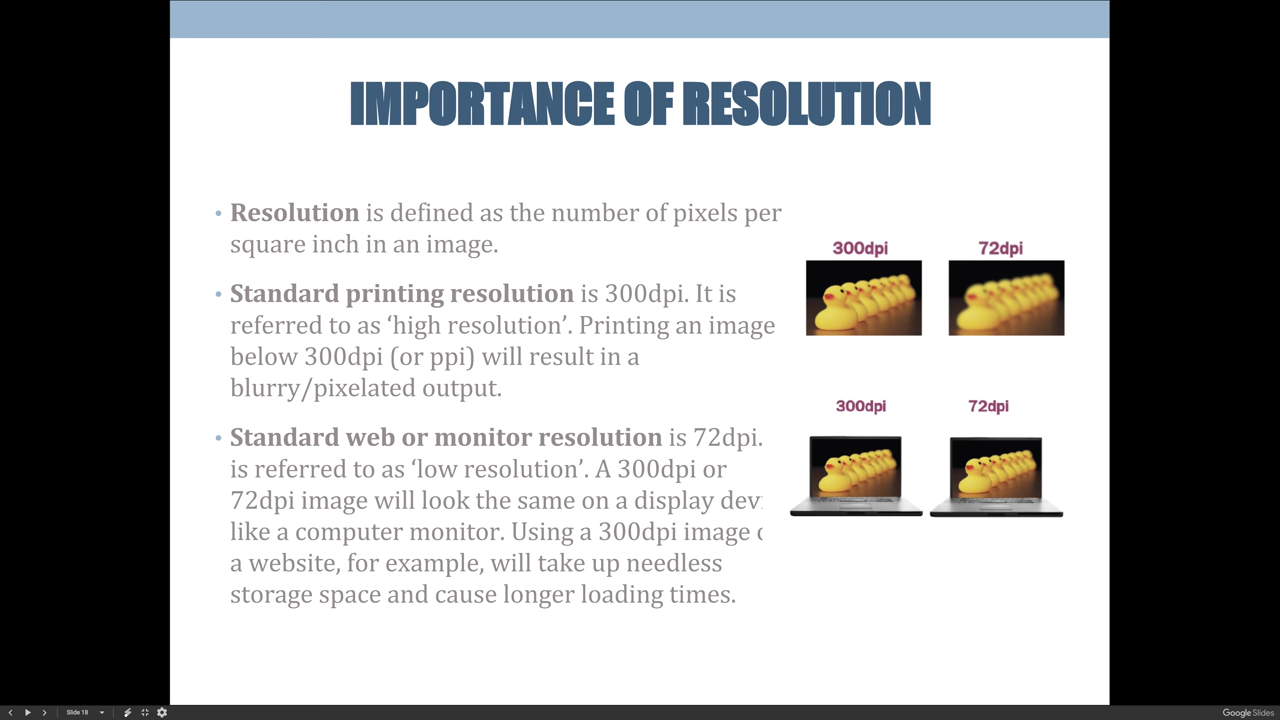 IMPORTANCE OF RESOLUTION
• Resolution is defined as the number of pixels per
square inch in an image.
• Standard printing resolution is 300dpi. It is
referred to as ‘high resolution’. Printing an image
below 300dpi (or ppi) will result in a
blurry/pixelated output.
• Standard web or monitor resolution is 72dpi.
is referred to as ‘low resolution’. A 300dpi or
72dpi image will look the same on a display
like a computer monitor. Using a 300dpi image
a website, for example, will take up needless
storage space and cause longer loading times.
300dpi 72dpi
300dpi 72dpi
Slide 18
Google Slides